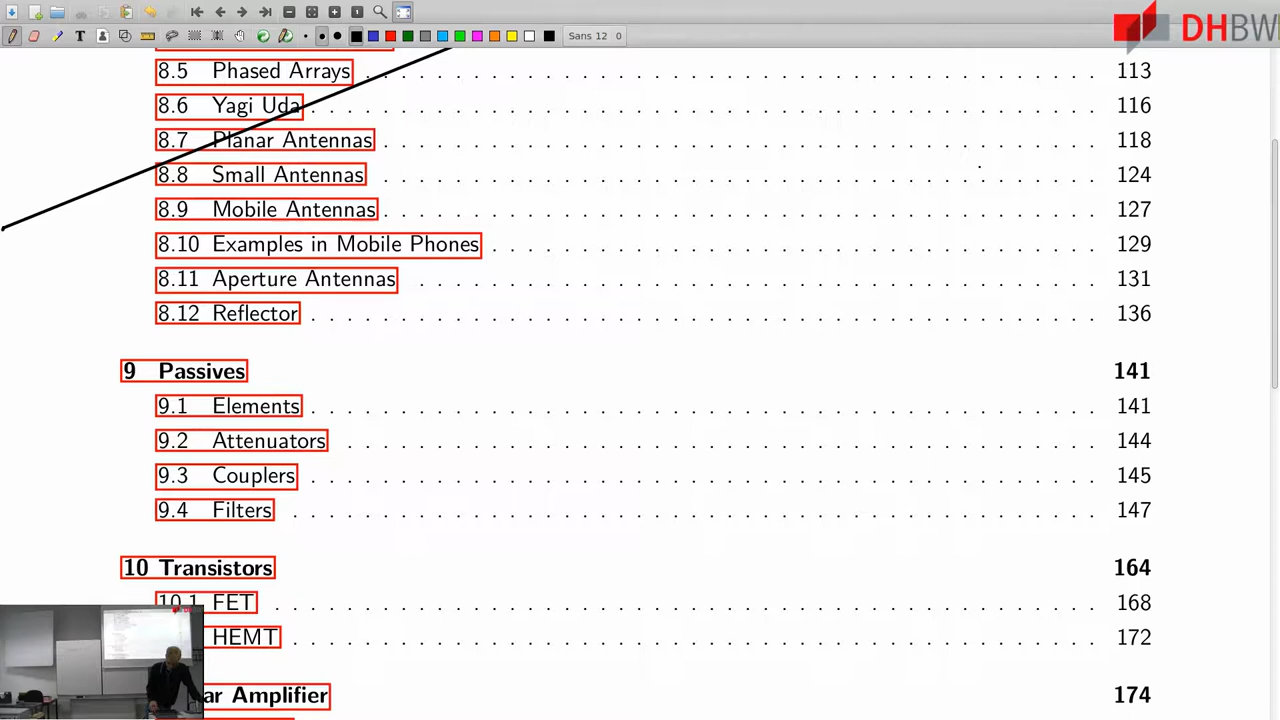 DHBW
Sans 12 0
8.5 Phased Arrays . . . . . . . . . . . . . . . . . . . . . . . . . . . . . . . . . . . . . . . . . 113
8.6 Yagi Uda . . . . . . . . . . . . . . . . . . . . . . . . . . . . . . . . . . . . . . . . . . . . 116
8.7 Planar Antennas . . . . . . . . . . . . . . . . . . . . . . . . . . . . . . . . . . . . . . . . 118
8.8 Small Antennas . . . . . . . . . . . . . . . . . . . . . . . . . . . . . . . . . . . . . . . . 124
8.9 Mobile Antennas . . . . . . . . . . . . . . . . . . . . . . . . . . . . . . . . . . . . . . . . 127
8.10 Examples in Mobile Phones . . . . . . . . . . . . . . . . . . . . . . . . . . . . . . . . . . 129
8.11 Aperture Antennas . . . . . . . . . . . . . . . . . . . . . . . . . . . . . . . . . . . . . . 131
8.12 Reflector . . . . . . . . . . . . . . . . . . . . . . . . . . . . . . . . . . . . . . . . . . . . 136
9 Passives 141
9.1 Elements . . . . . . . . . . . . . . . . . . . . . . . . . . . . . . . . . . . . . . . . . . . . 141
9.2 Attenuators . . . . . . . . . . . . . . . . . . . . . . . . . . . . . . . . . . . . . . . . . . 144
9.3 Couplers . . . . . . . . . . . . . . . . . . . . . . . . . . . . . . . . . . . . . . . . . . . . 145
9.4 Filters . . . . . . . . . . . . . . . . . . . . . . . . . . . . . . . . . . . . . . . . . . . . . 147
10 Transistors 164
10.1 FET . . . . . . . . . . . . . . . . . . . . . . . . . . . . . . . . . . . . . . . . . . . . . . 168
HEMT . . . . . . . . . . . . . . . . . . . . . . . . . . . . . . . . . . . . . . . . . . . . . 172
ar Amplifier 174